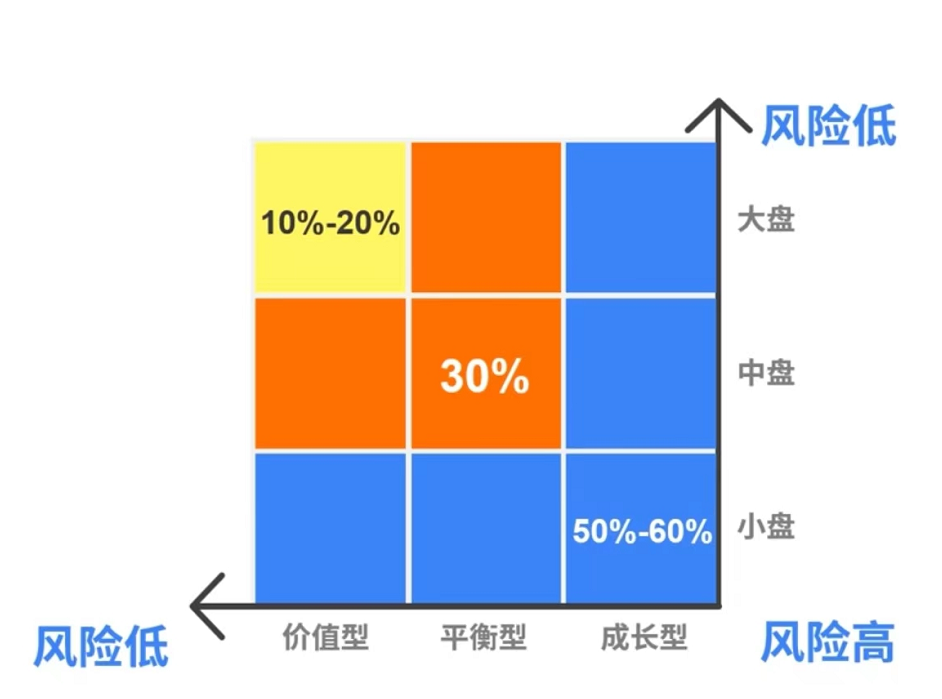 风险低
10%-20%
大盘
30%
中盘
50%-60%
小盘
风险低
价值型
平衡型
成长型
风险高